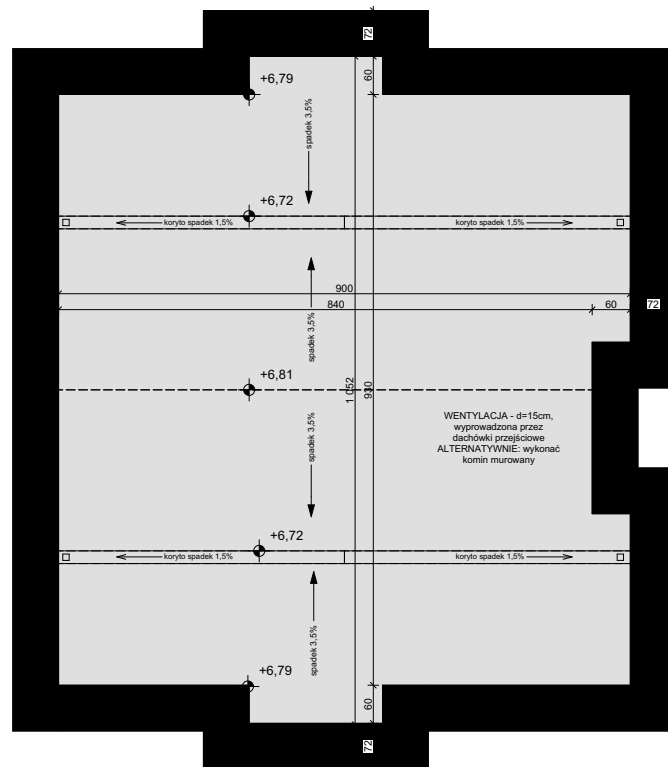 72
60
+6,79
spadek 3,5%
+6,72
koryto spadek 1,5%
koryto spadek 1,5%
spadek 3,5%
900
840
60
72
+6,81
1 052
930
WENTYLACJA - d=15cm,
wyprowadzona przez
dachówki przejściowe
ALTERNATYWNIE: wykonać
komin murowany
spadek 3,5%
+6,72
koryto spadek 1,5%
koryto spadek 1,5%
spadek 3,5%
+6,79
60
72